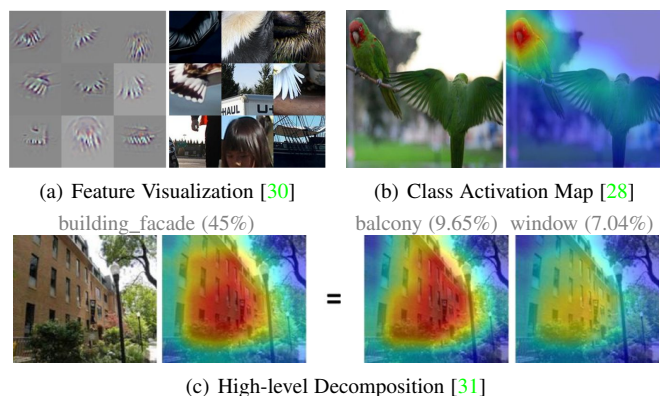 HAUL U-
(a) Feature Visualization [30]
(b) Class Activation Map [28]
building_facade (45%)
balcony (9.65%) window (7.04%)
=
(c) High-level Decomposition [31]